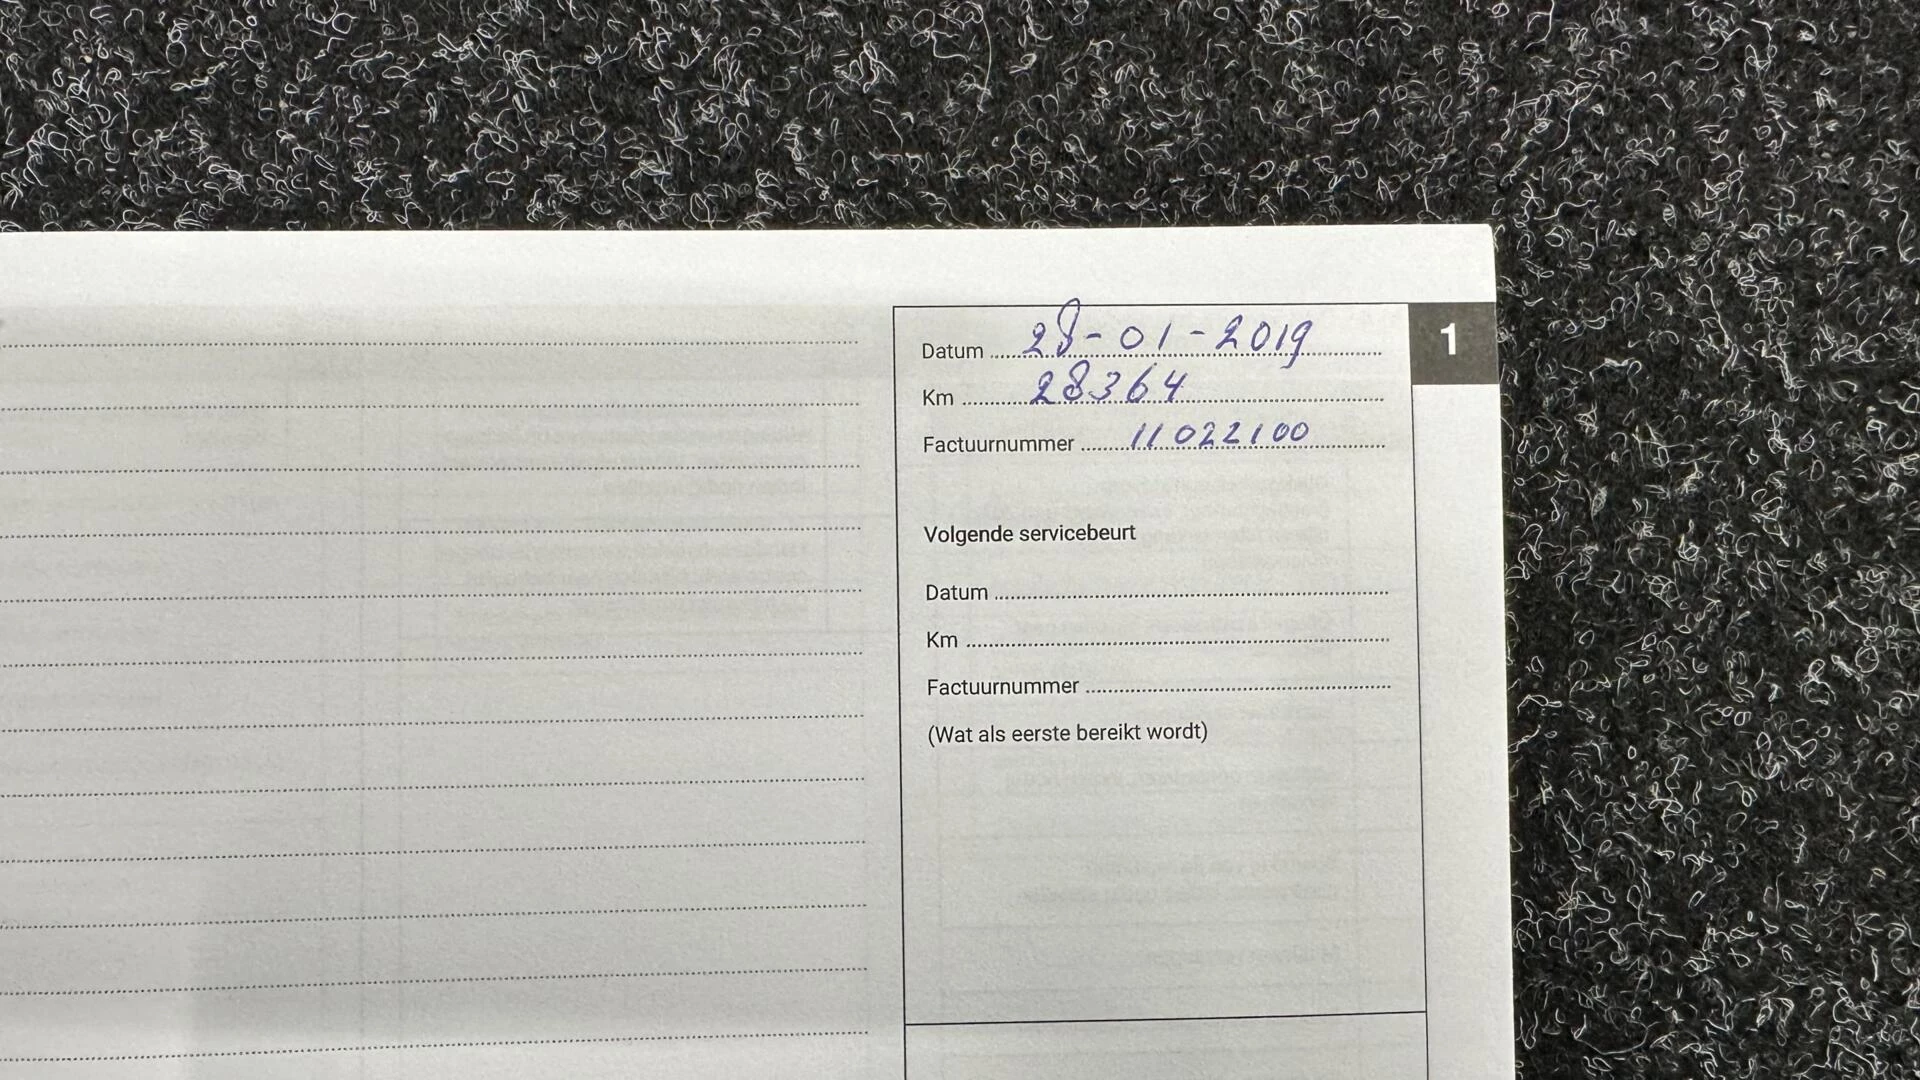 1
Datum 28-01-2019
Km 28364
Factuurnummer 11022100
Volgende servicebeurt
Datum
Km
Factuurnummer
(Wat als eerste bereikt wordt)